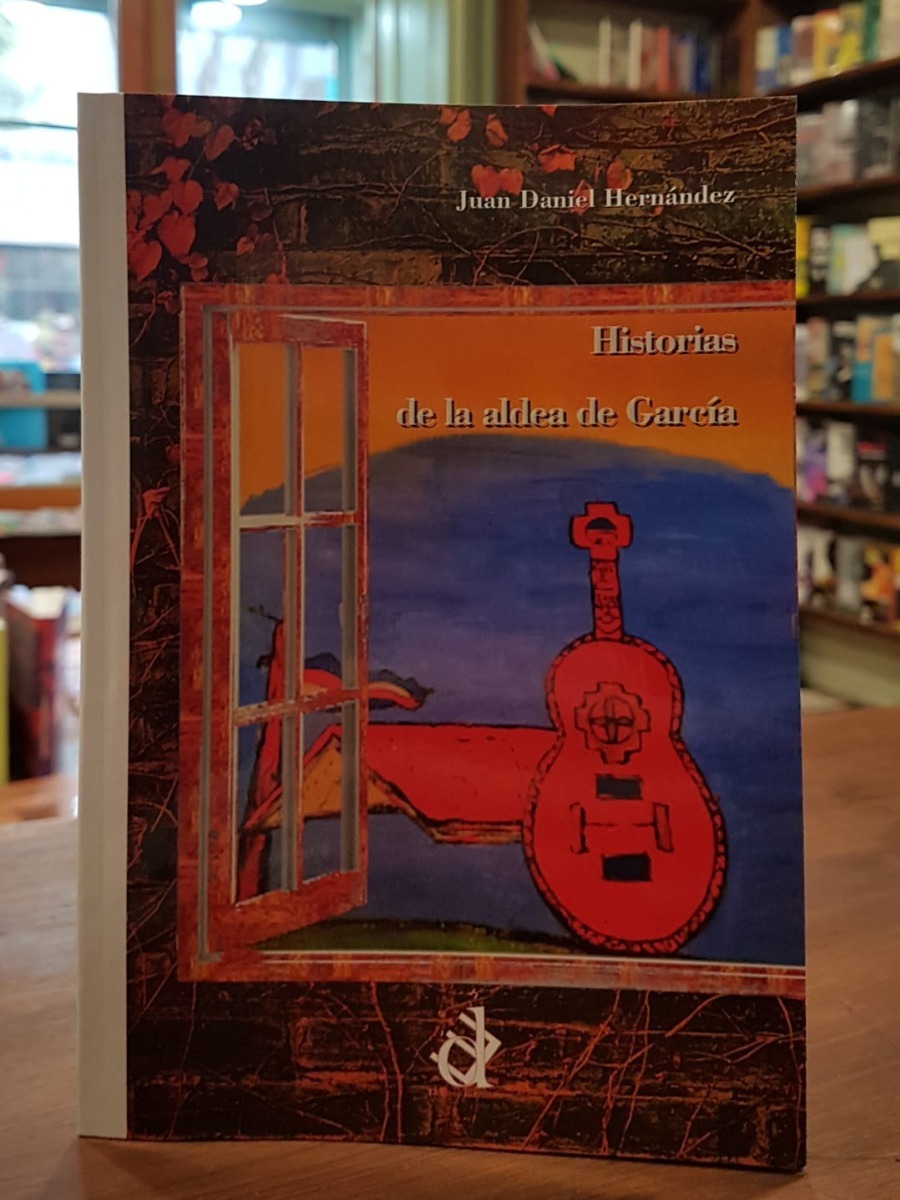 Juan Daniel Hernández
Historias
de la aldea de García